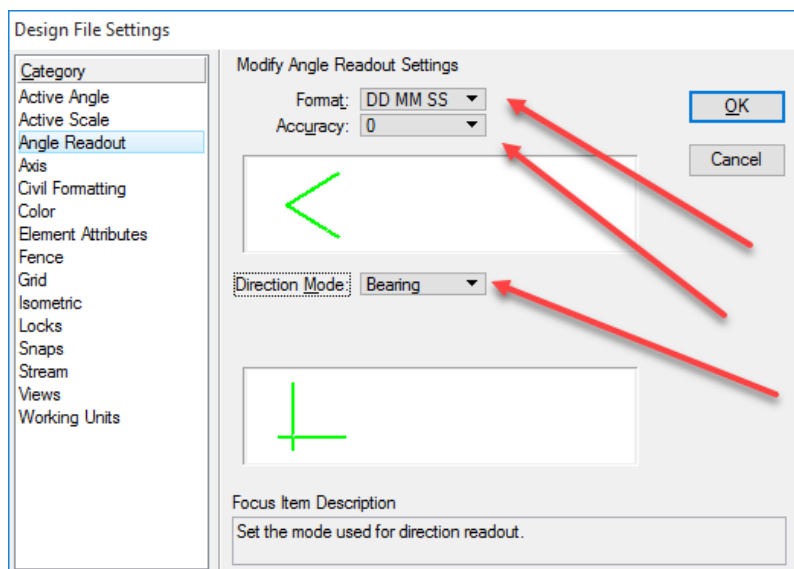 Design File Settings
Category
Active Angle
Active Scale
Angle Readout
Axis
Civil Formatting
Color
Element Attributes
Fence
Grid
Isometric
Locks
Snaps
Stream
Views
Working Units
Modify Angle Readout Settings
Format: DD MM SS
Accuracy: 0
Direction Mode: Bearing
Focus Item Description
Set the mode used for direction readout.
OK
Cancel